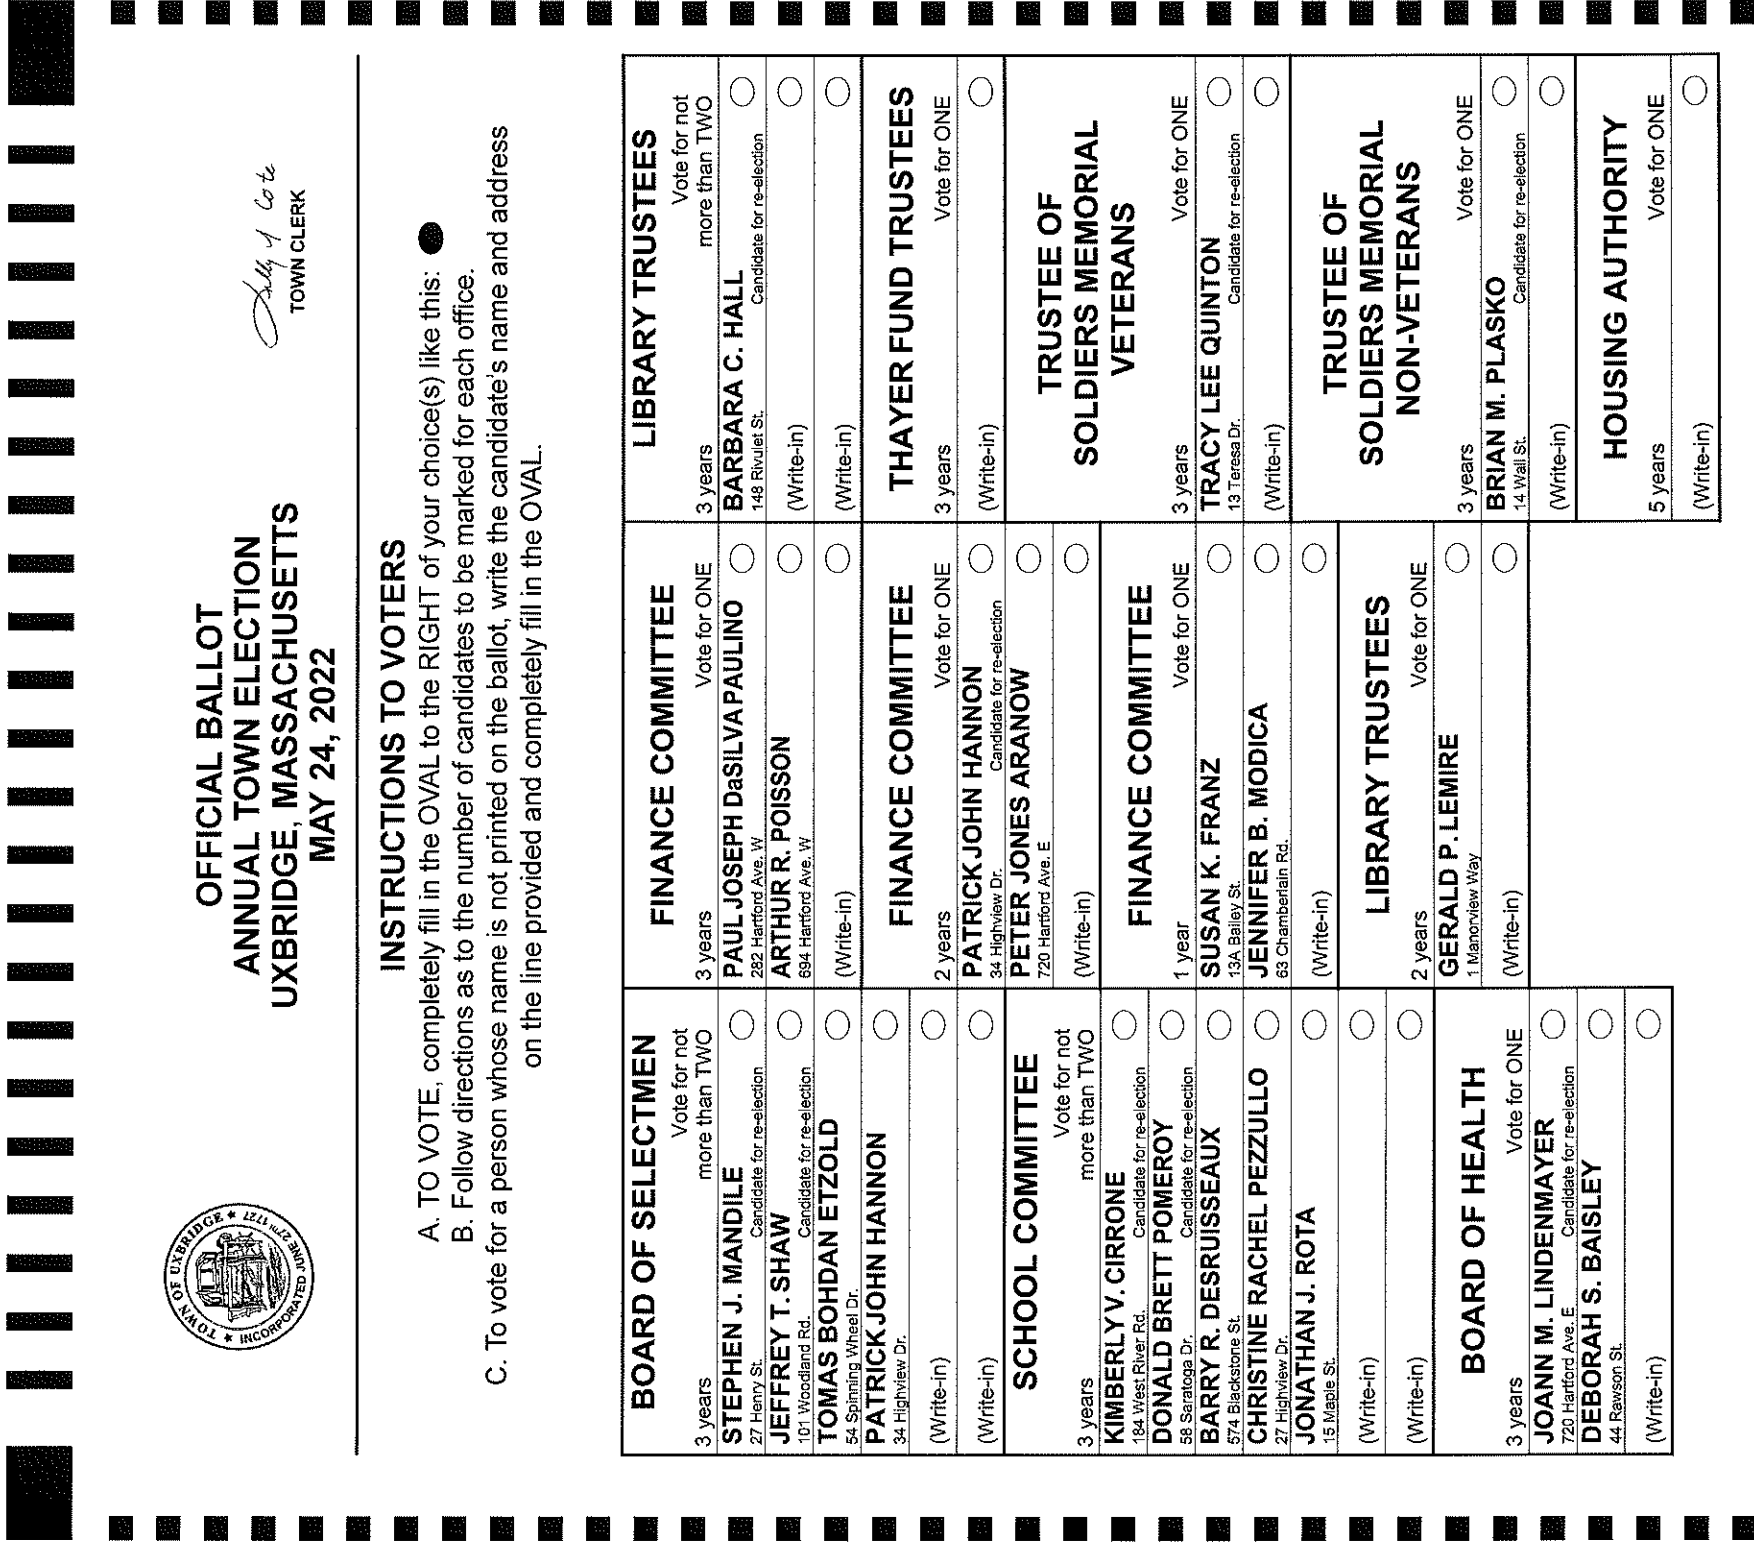 TOWN OF UXBRIDGE ★ JUNE 27TH 1727
★ INCORPORATED
OFFICIAL BALLOT
ANNUAL TOWN ELECTION
UXBRIDGE, MASSACHUSETTS
MAY 24, 2022
TOWN CLERK
INSTRUCTIONS TO VOTERS
A. TO VOTE, completely fill in the OVAL to the RIGHT of your choice(s) like this:
B. Follow directions as to the number of candidates to be marked for each office.
C. To vote for a person whose name is not printed on the ballot, write the candidate's name and address
on the line provided and completely fill in the OVAL.
BOARD OF SELECTMEN
Vote for not
3 years more than TWO
STEPHEN J. MANDILE
27 Henry St. Candidate for re-election
JEFFREY T. SHAW
101 Woodland Rd. Candidate for re-election
TOMAS BOHDAN ETZOLD
54 Spinning Wheel Dr.
PATRICK JOHN HANNON
34 Highview Dr.
(Write-in)
(Write-in)
SCHOOL COMMITTEE
Vote for not
3 years more than TWO
KIMBERLY V. CIRRONE
184 West River Rd. Candidate for re-election
DONALD BRETT POMEROY
58 Saratoga Dr. Candidate for re-election
BARRY R. DESRUISSEAUX
574 Blackstone St.
CHRISTINE RACHEL PEZZULLO
27 Highview Dr.
JONATHAN J. ROTA
15 Maple St.
(Write-in)
(Write-in)
BOARD OF HEALTH
3 years Vote for ONE
JOANN M. LINDENMAYER
720 Hartford Ave. E Candidate for re-election
DEBORAH S. BAISLEY
44 Rawson St.
(Write-in)
FINANCE COMMITTEE
3 years Vote for ONE
PAUL JOSEPH DaSILVA PAULINO
282 Hartford Ave. W
ARTHUR R. POISSON
694 Hartford Ave. W
(Write-in)
FINANCE COMMITTEE
2 years Vote for ONE
PATRICK JOHN HANNON
34 Highview Dr. Candidate for re-election
PETER JONES ARANOW
720 Hartford Ave. E
(Write-in)
FINANCE COMMITTEE
1 year Vote for ONE
SUSAN K. FRANZ
13A Bailey St.
JENNIFER B. MODICA
63 Chamberlain Rd.
(Write-in)
LIBRARY TRUSTEES
2 years Vote for ONE
GERALD P. LEMIRE
1 Manorview Way
(Write-in)
LIBRARY TRUSTEES
Vote for not
3 years more than TWO
BARBARA C. HALL
148 Rivulet St. Candidate for re-election
(Write-in)
(Write-in)
THAYER FUND TRUSTEES
3 years Vote for ONE
(Write-in)
TRUSTEE OF
SOLDIERS MEMORIAL
VETERANS
3 years Vote for ONE
TRACY LEE QUINTON
13 Teresa Dr. Candidate for re-election
(Write-in)
TRUSTEE OF
SOLDIERS MEMORIAL
NON-VETERANS
3 years Vote for ONE
BRIAN M. PLASKO
14 Wall St. Candidate for re-election
(Write-in)
HOUSING AUTHORITY
5 years Vote for ONE
(Write-in)